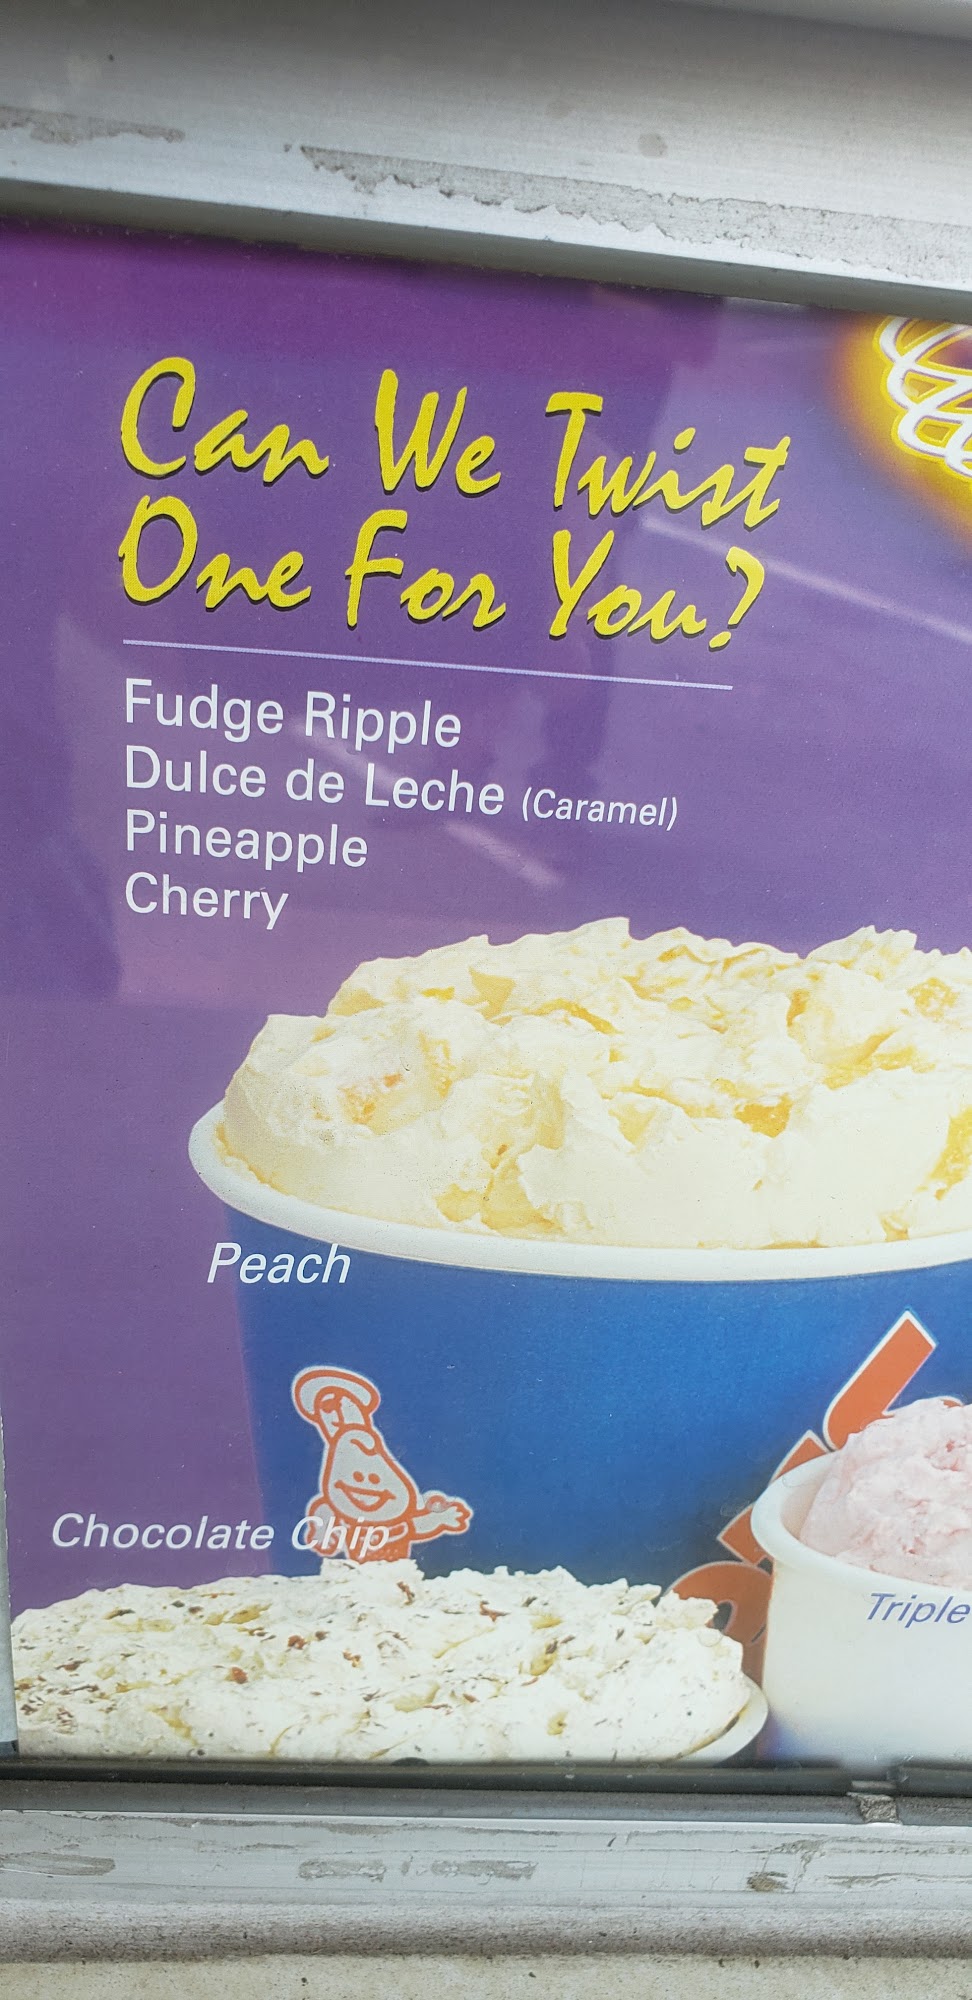 Can We Twist
One For You?
Fudge Ripple
Dulce de Leche (Caramel)
Pineapple
Cherry
Peach
Chocolate Chip
Triple